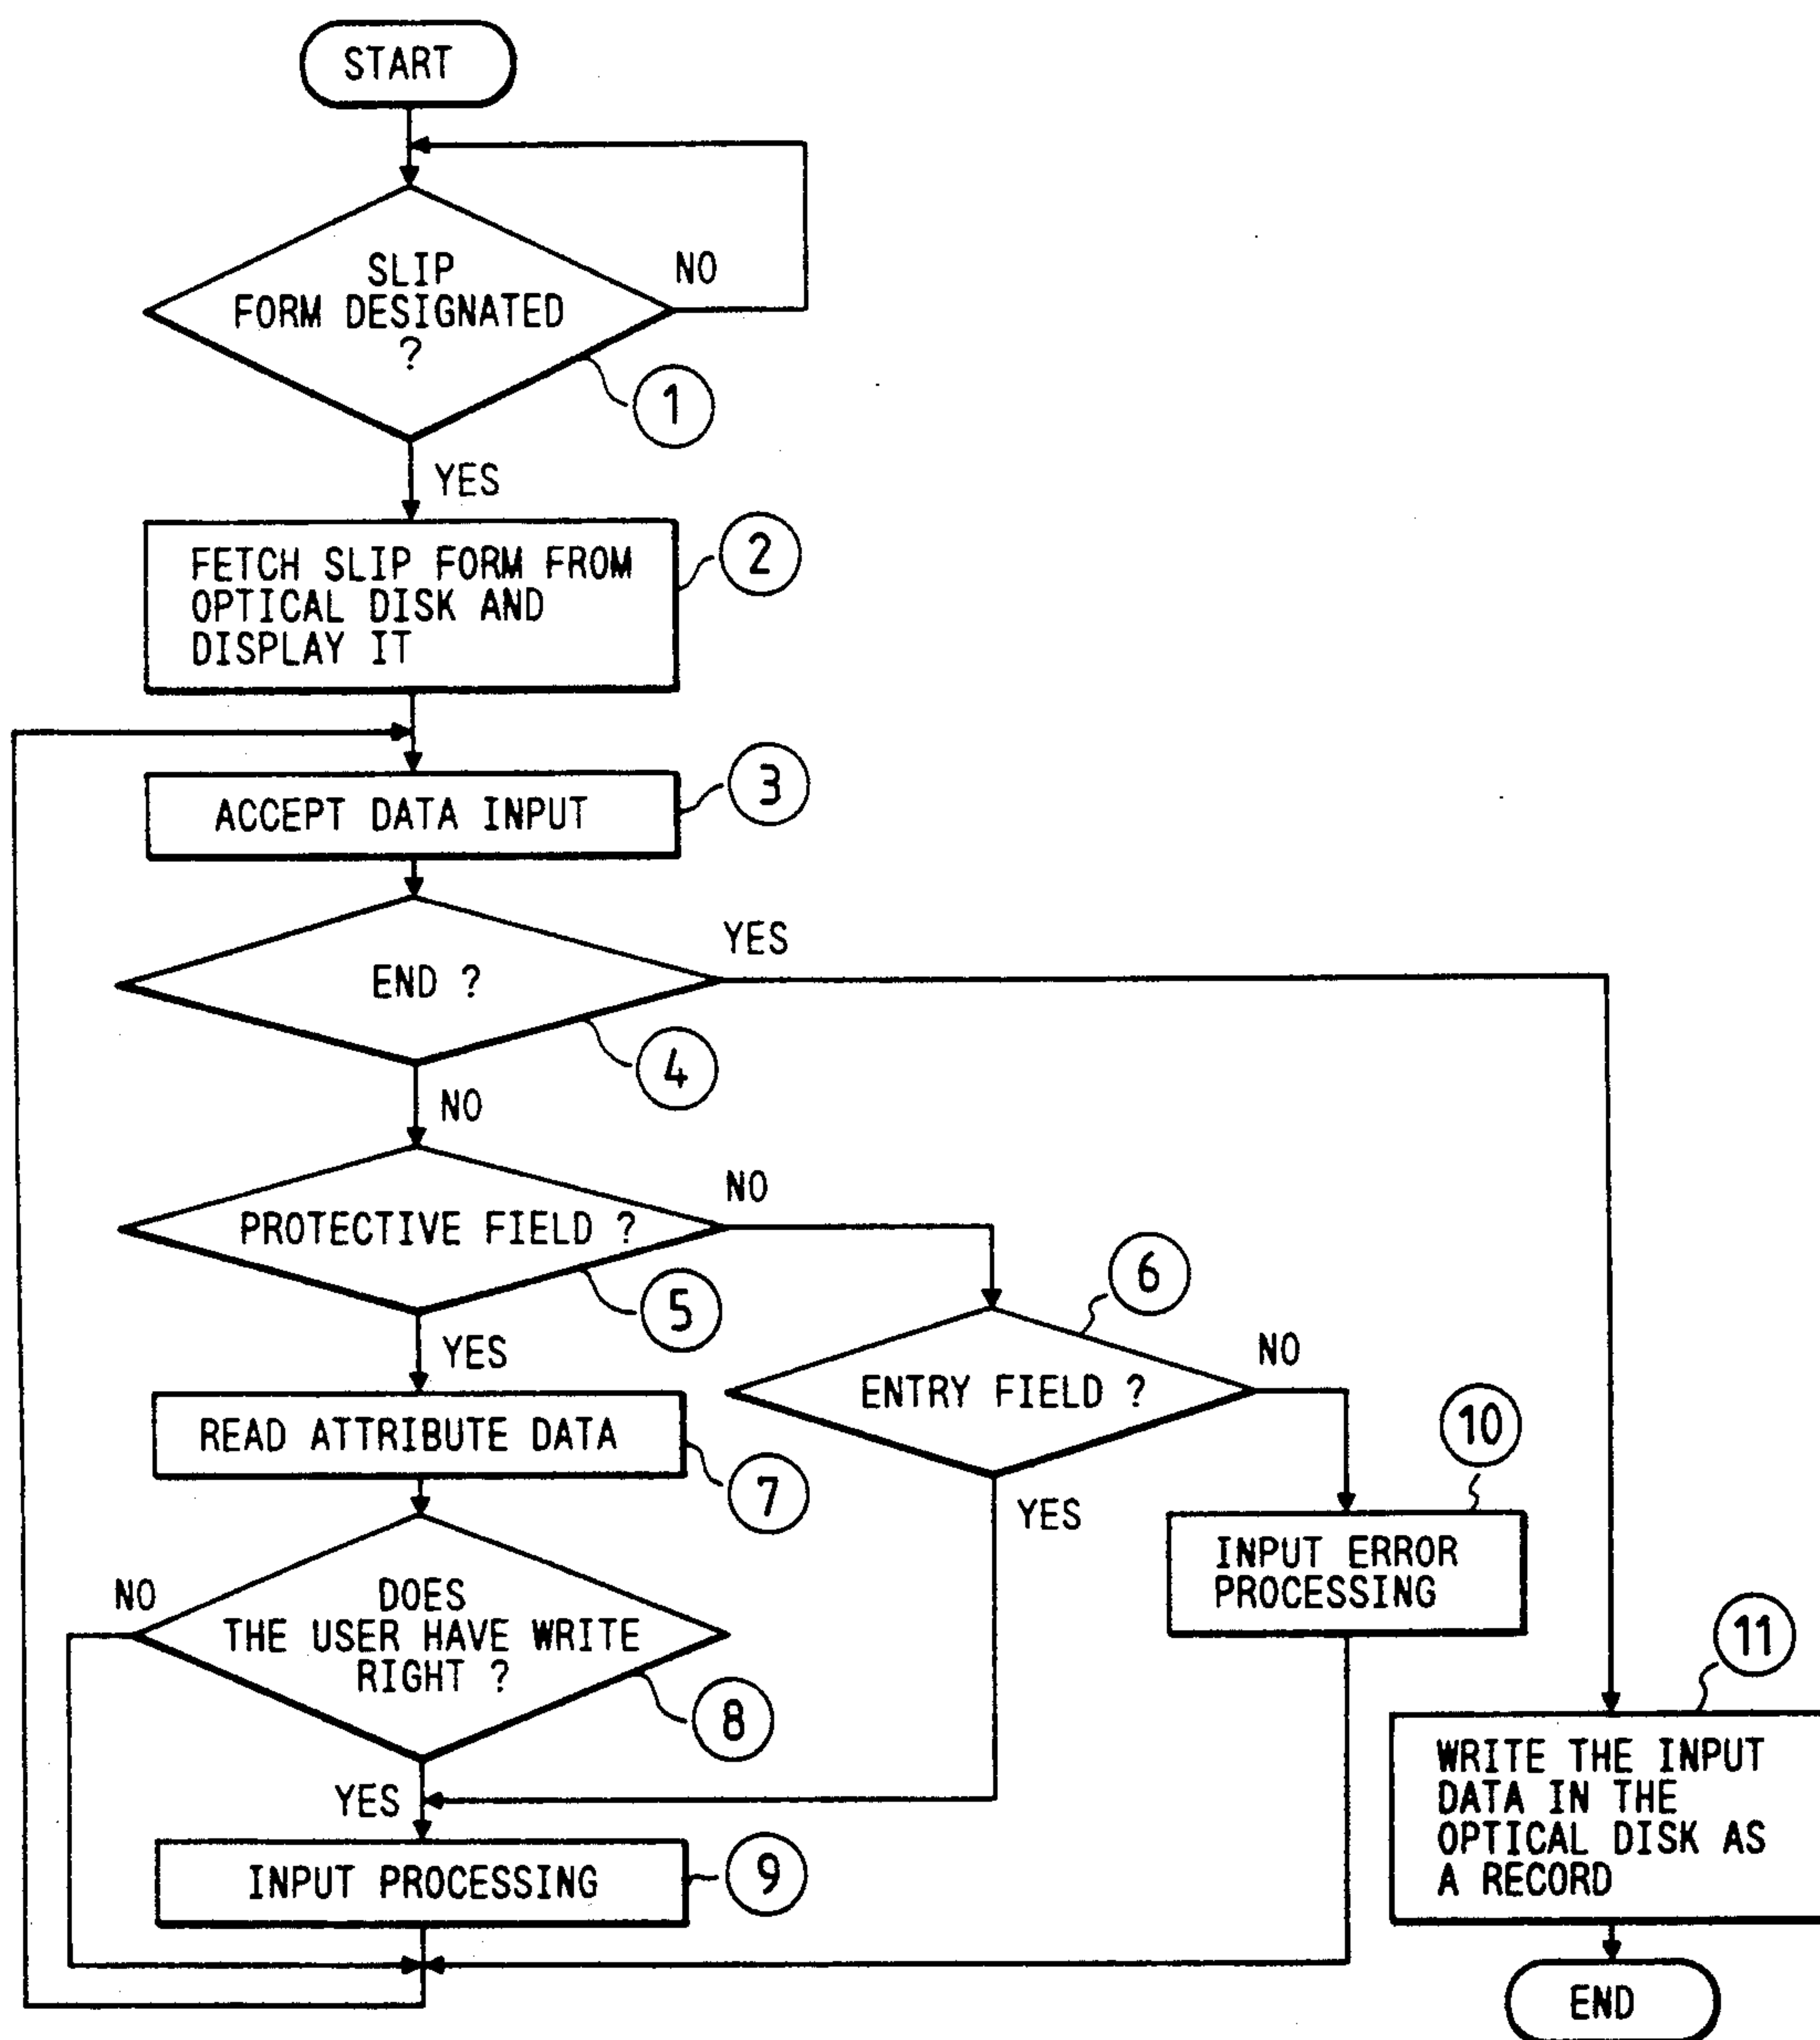 START
SLIP
FORM DESIGNATED
?
NO
1
YES
2
FETCH SLIP FORM FROM
OPTICAL DISK AND
DISPLAY IT
3
ACCEPT DATA INPUT
YES
END ?
4
NO
NO
PROTECTIVE FIELD ?
5
6
YES
ENTRY FIELD ?
NO
READ ATTRIBUTE DATA
7
10
YES
INPUT ERROR
PROCESSING
NO
DOES
THE USER HAVE WRITE
RIGHT ?
8
11
YES
WRITE THE INPUT
DATA IN THE
OPTICAL DISK AS
A RECORD
INPUT PROCESSING
9
END